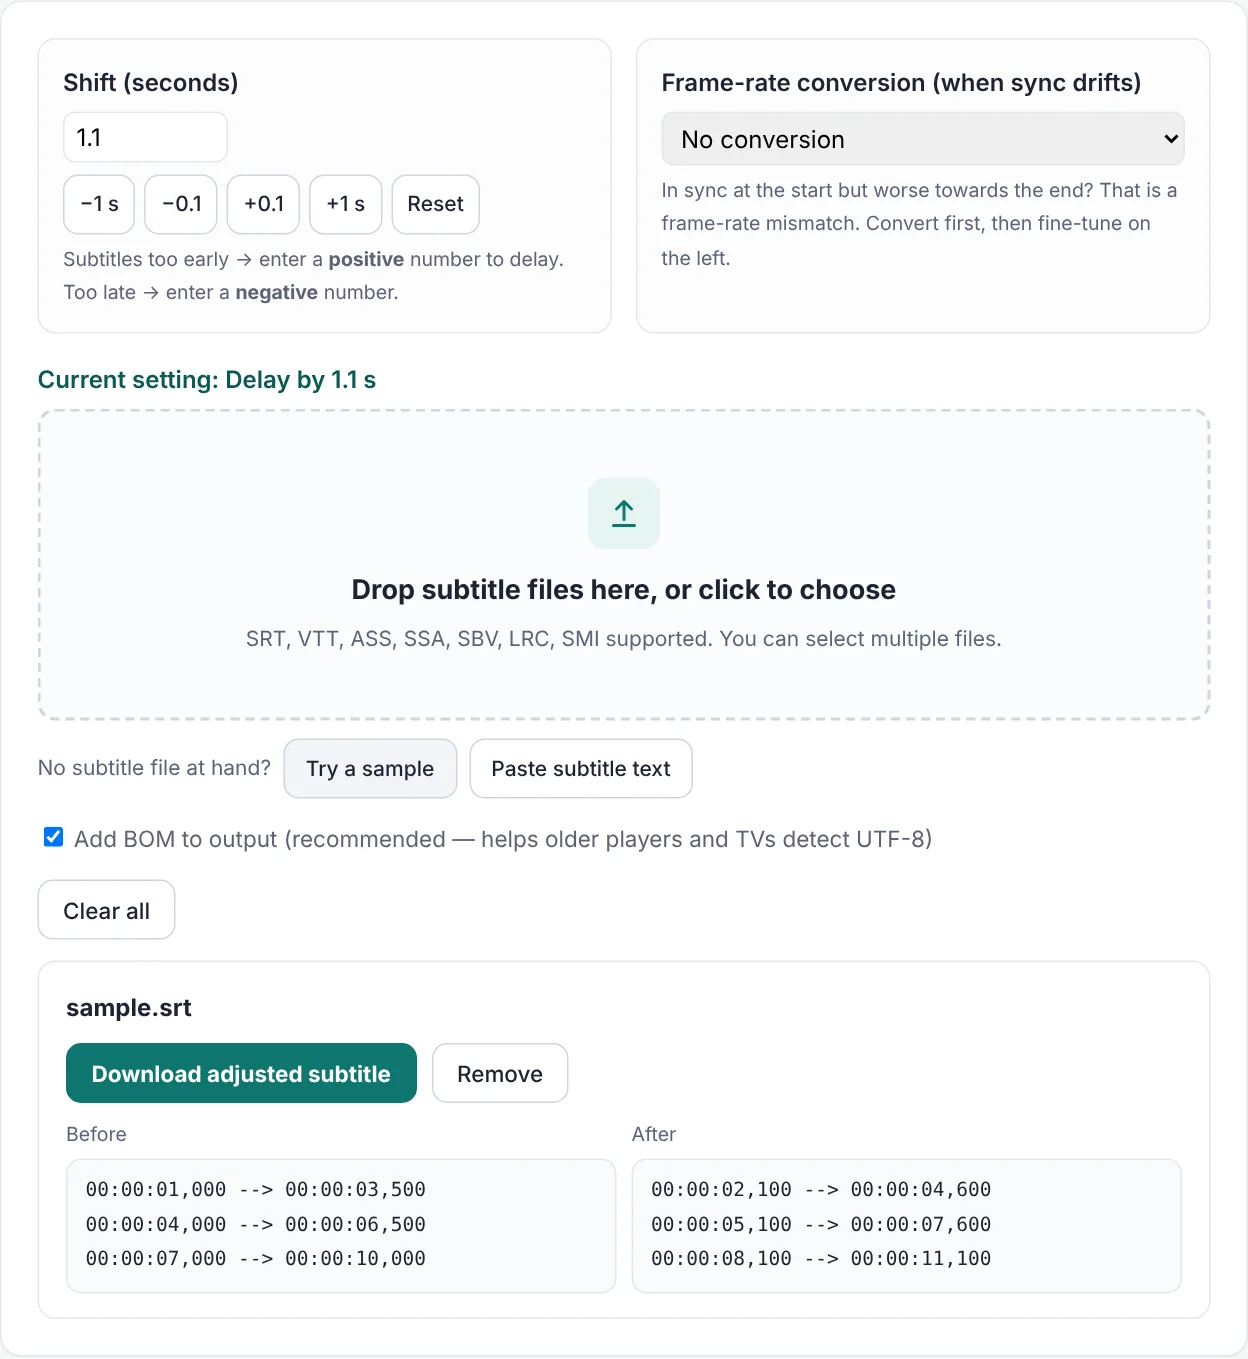 Shift (seconds)
1.1
−1 s
−0.1
+0.1
+1 s
Reset
Subtitles too early → enter a positive number to delay.
Too late → enter a negative number.
Frame-rate conversion (when sync drifts)
No conversion
In sync at the start but worse towards the end? That is a
frame-rate mismatch. Convert first, then fine-tune on
the left.
Current setting: Delay by 1.1 s
Drop subtitle files here, or click to choose
SRT, VTT, ASS, SSA, SBV, LRC, SMI supported. You can select multiple files.
No subtitle file at hand?
Try a sample
Paste subtitle text
Add BOM to output (recommended — helps older players and TVs detect UTF-8)
Clear all
sample.srt
Download adjusted subtitle
Remove
Before
00:00:01,000 --> 00:00:03,500
00:00:04,000 --> 00:00:06,500
00:00:07,000 --> 00:00:10,000
After
00:00:02,100 --> 00:00:04,600
00:00:05,100 --> 00:00:07,600
00:00:08,100 --> 00:00:11,100